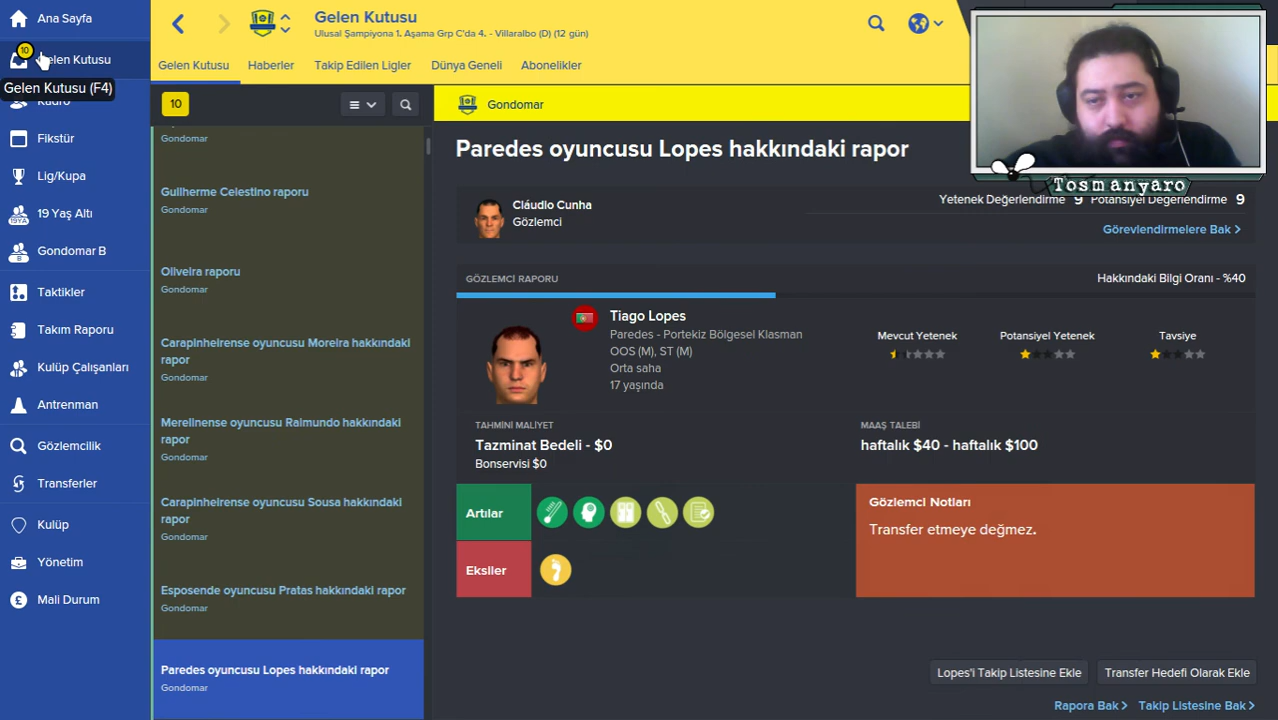 Ana Sayfa
10
Gelen Kutusu
Gelen Kutusu (F4)
Kadro
Fikstür
Lig/Kupa
19 Yaş Altı
Gondomar B
Taktikler
Takım Raporu
Kulüp Çalışanları
Antrenman
Gözlemcilik
Transferler
Kulüp
Yönetim
Mali Durum
Gelen Kutusu
Ulusal Şampiyona 1. Aşama Grp C'da 4. - Villaralbo (D) (12 gün)
Gelen Kutusu Haberler Takip Edilen Ligler Dünya Geneli Abonelikler
10
Gondomar
Guilherme Celestino raporu
Gondomar
Oliveira raporu
Gondomar
Carapinheirense oyuncusu Moreira hakkındaki
rapor
Gondomar
Merelinense oyuncusu Raimundo hakkındaki
rapor
Gondomar
Carapinheirense oyuncusu Sousa hakkındaki
rapor
Gondomar
Esposende oyuncusu Pratas hakkındaki rapor
Gondomar
Paredes oyuncusu Lopes hakkındaki rapor
Gondomar
Gondomar
Paredes oyuncusu Lopes hakkındaki rapor
Tosmanyaro
Cláudio Cunha
Gözlemci
Yetenek Değerlendirme 9 Potansiyel Değerlendirme 9
Görevlendirmelere Bak >
GÖZLEMCİ RAPORU
Hakkındaki Bilgi Oranı - %40
Tiago Lopes
Paredes - Portekiz Bölgesel Klasman
OOS (M), ST (M)
Orta saha
17 yaşında
Mevcut Yetenek Potansiyel Yetenek Tavsiye
TAHMİNİ MALİYET
Tazminat Bedeli - $0
Bonservisi $0
MAAŞ TALEBİ
haftalık $40 - haftalık $100
Artılar
Eksiler
Gözlemci Notları
Transfer etmeye değmez.
Lopes'i Takip Listesine Ekle Transfer Hedefi Olarak Ekle
Rapora Bak > Takip Listesine Bak >